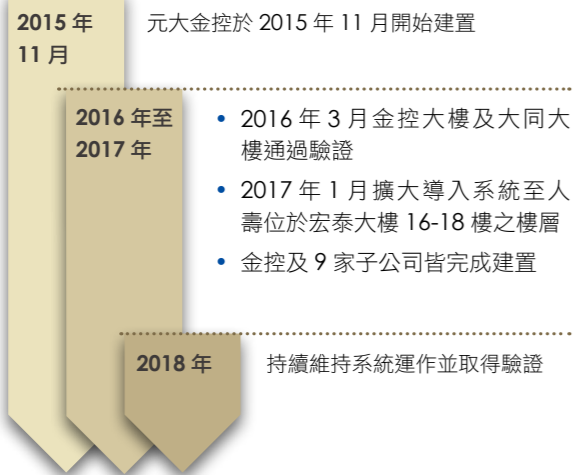 2015 年
11 月
元大金控於 2015 年 11 月開始建置
2016 年至
2017 年
• 2016 年 3 月金控大樓及大同大
樓通過驗證
• 2017 年 1 月擴大導入系統至人
壽位於宏泰大樓 16-18 樓之樓層
• 金控及 9 家子公司皆完成建置
2018 年
持續維持系統運作並取得驗證